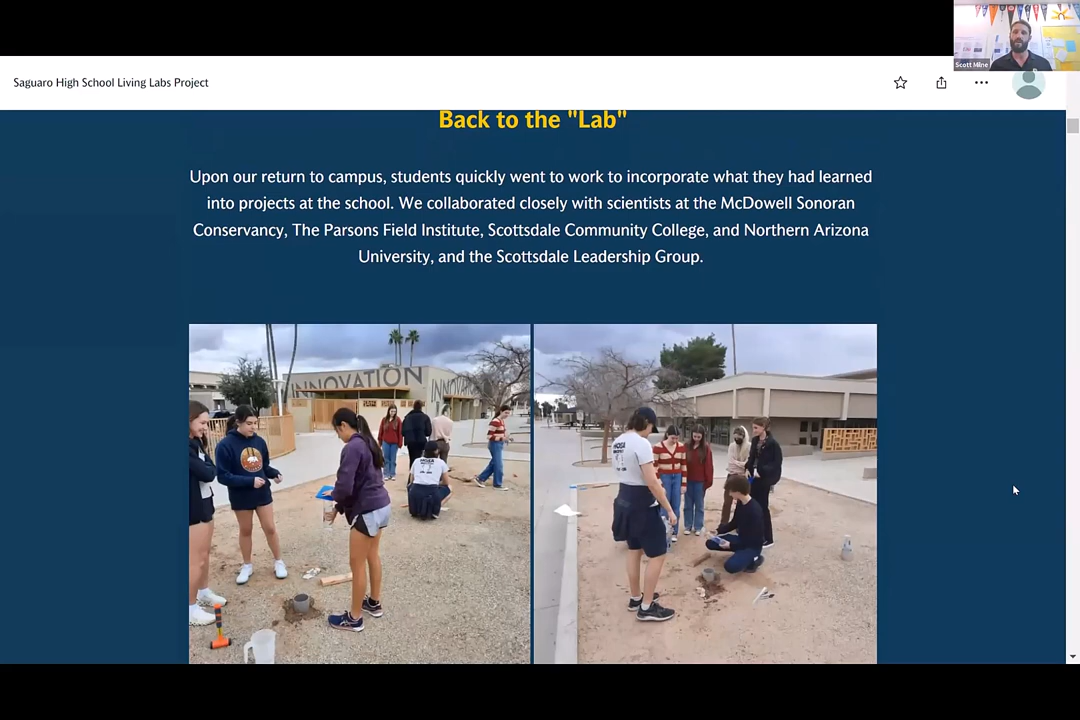 Scott Milne
Saguaro High School Living Labs Project
Back to the "Lab"
Upon our return to campus, students quickly went to work to incorporate what they had learned
into projects at the school. We collaborated closely with scientists at the McDowell Sonoran
Conservancy, The Parsons Field Institute, Scottsdale Community College, and Northern Arizona
University, and the Scottsdale Leadership Group.
INNOVATION